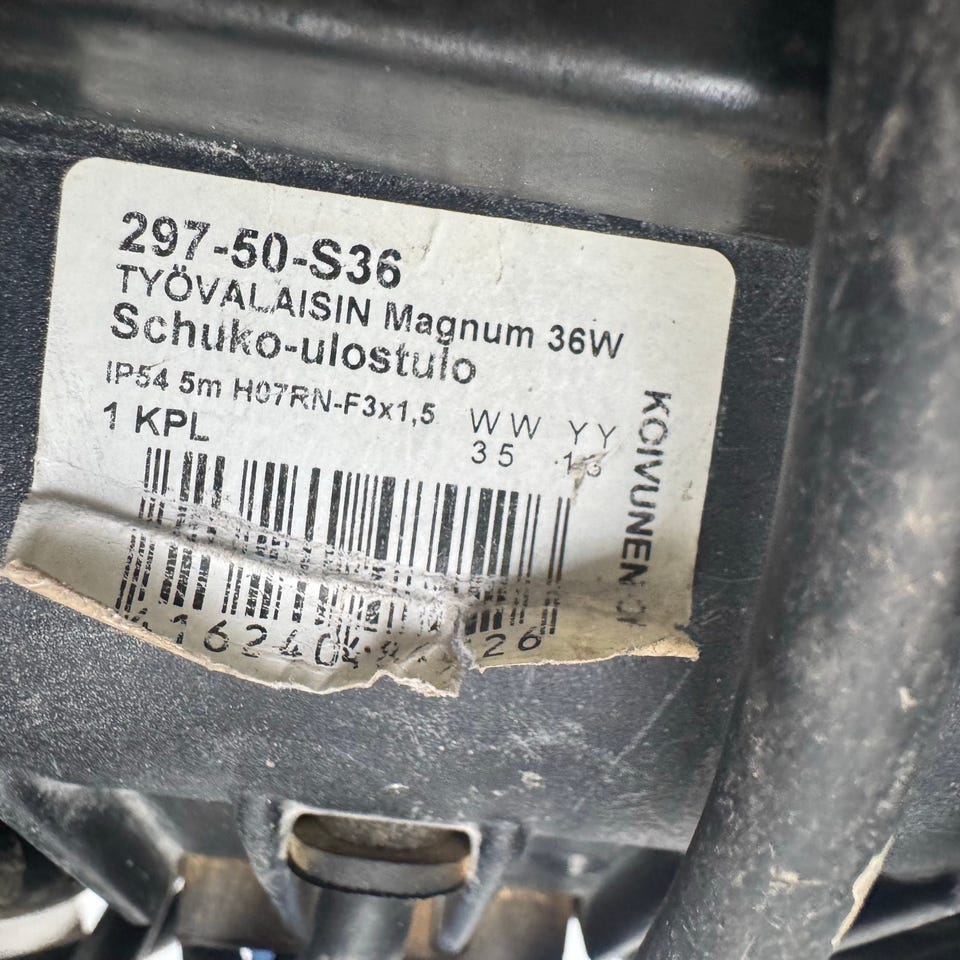 297-50-S36
TYÖVALAISIN Magnum 36W
Schuko-ulostulo
IP54 5m H07RN-F3x1,5
1 KPL
WW YY
35
KOIVUNEN